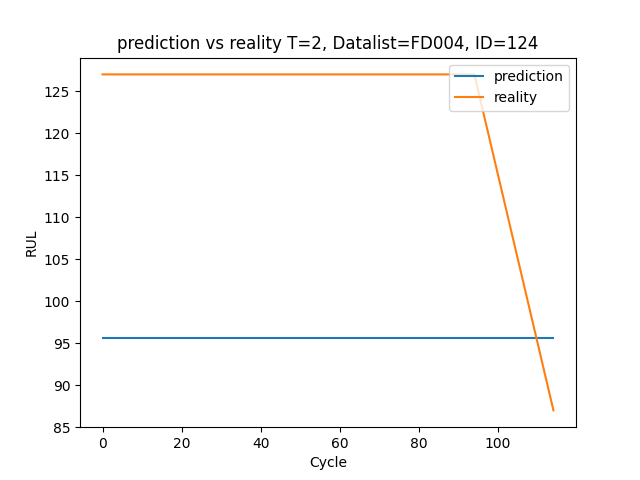 prediction vs reality T=2, Datalist=FD004, ID=124
prediction
reality
125
120
115
110
105
100
95
90
85
RUL
0 20 40 60 80 100
Cycle